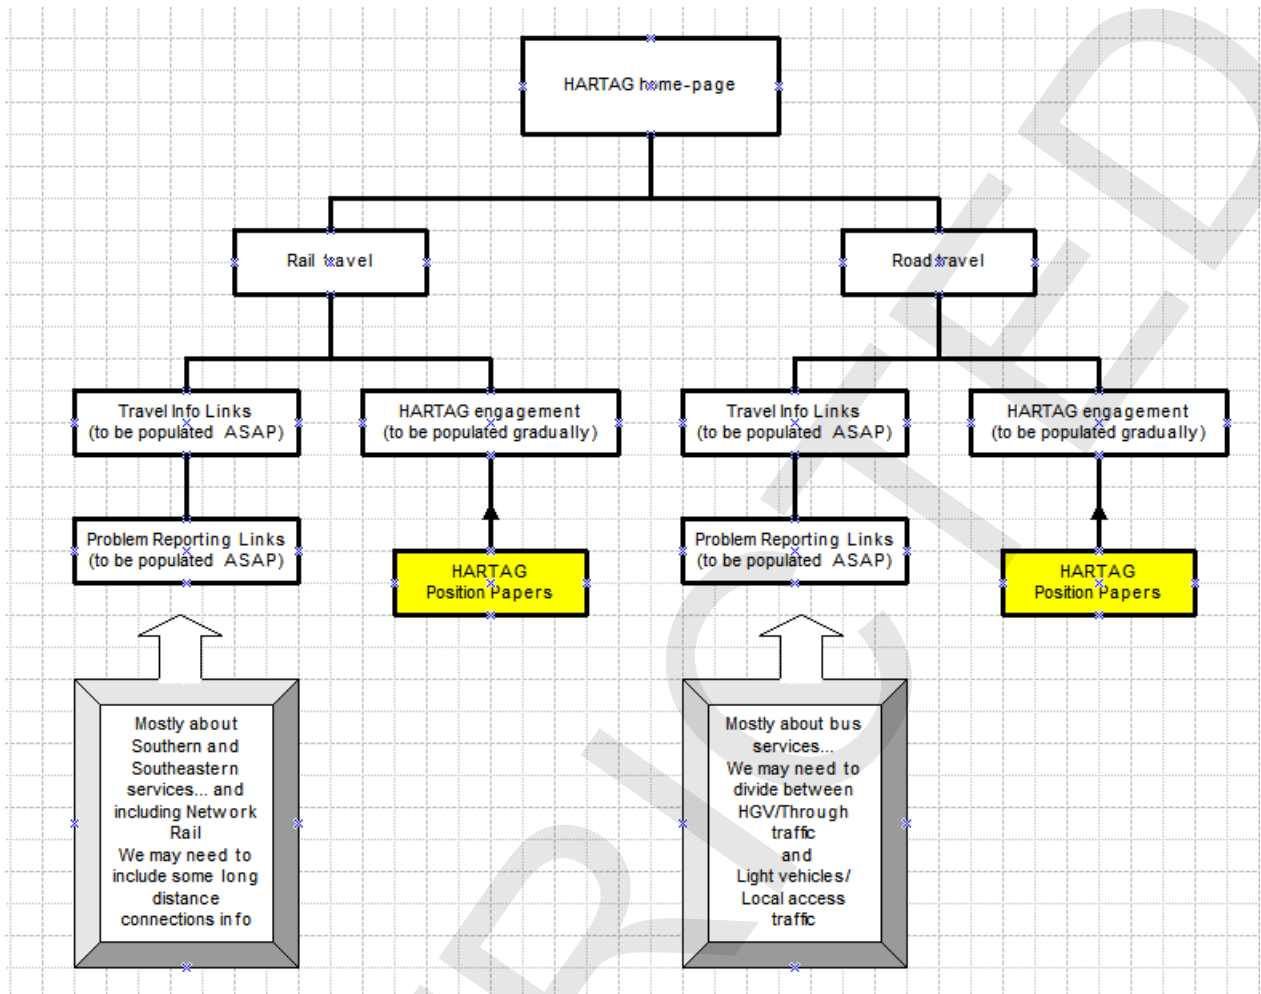 HARTAG home-page
Rail travel
Road travel
Travel Info Links
(to be populated ASAP)
HARTAG engagement
(to be populated gradually)
Travel Info Links
(to be populated ASAP)
HARTAG engagement
(to be populated gradually)
Problem Reporting Links
(to be populated ASAP)
HARTAG
Position Papers
Problem Reporting Links
(to be populated ASAP)
HARTAG
Position Papers
Mostly about
Southern and
Southeastern
services... and
including Network
Rail
We may need to
include some long
distance
connections info
Mostly about bus
services...
We may need to
divide between
HGV/Through
traffic
and
Light vehicles/
Local access
traffic
RICTED